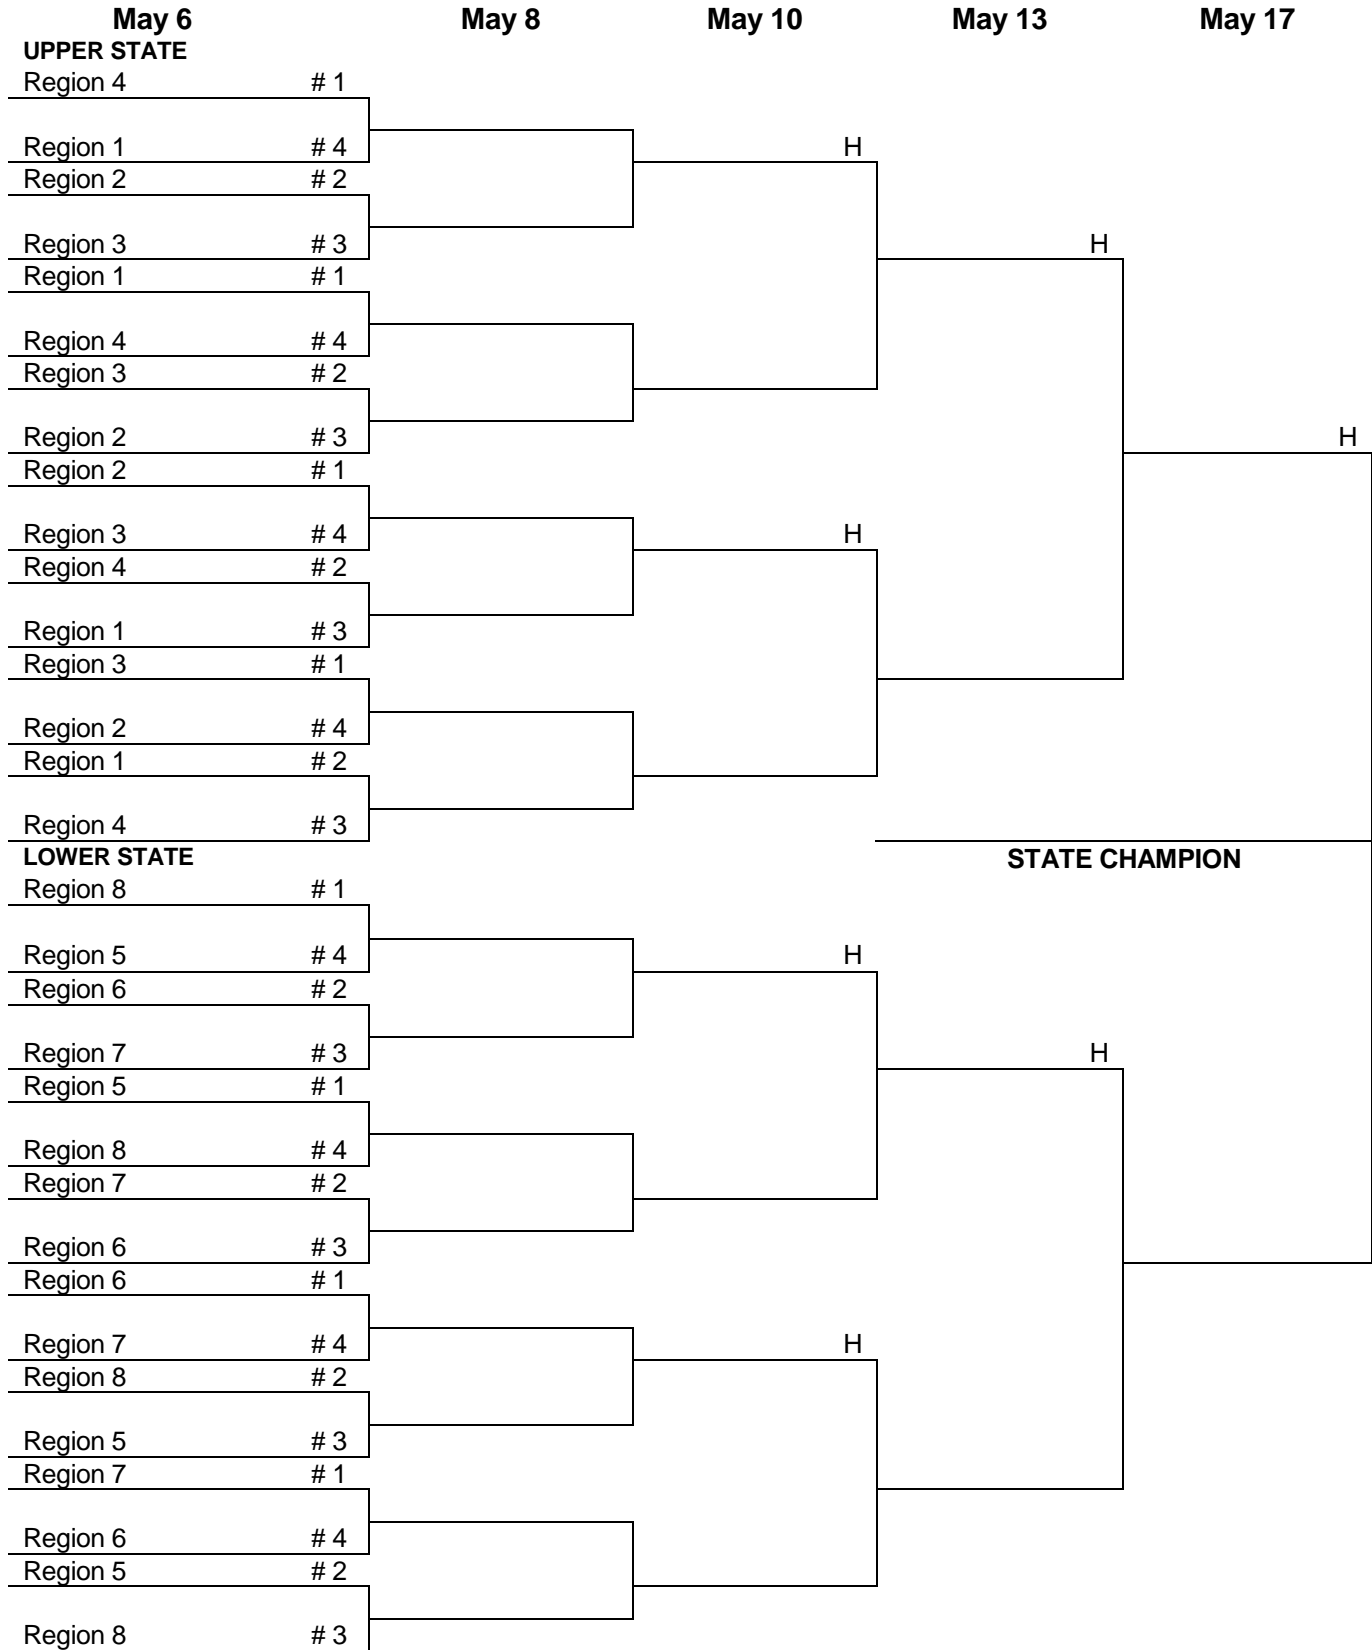 May 6 May 8 May 10 May 13 May 17
UPPER STATE
Region 4 # 1
Region 1 # 4 H
Region 2 # 2
Region 3 # 3 H
Region 1 # 1
Region 4 # 4
Region 3 # 2
Region 2 # 3 H
Region 2 # 1
Region 3 # 4 H
Region 4 # 2
Region 1 # 3
Region 3 # 1
Region 2 # 4
Region 1 # 2
Region 4 # 3
LOWER STATE STATE CHAMPION
Region 8 # 1
Region 5 # 4 H
Region 6 # 2
Region 7 # 3 H
Region 5 # 1
Region 8 # 4
Region 7 # 2
Region 6 # 3
Region 6 # 1
Region 7 # 4 H
Region 8 # 2
Region 5 # 3
Region 7 # 1
Region 6 # 4
Region 5 # 2
Region 8 # 3